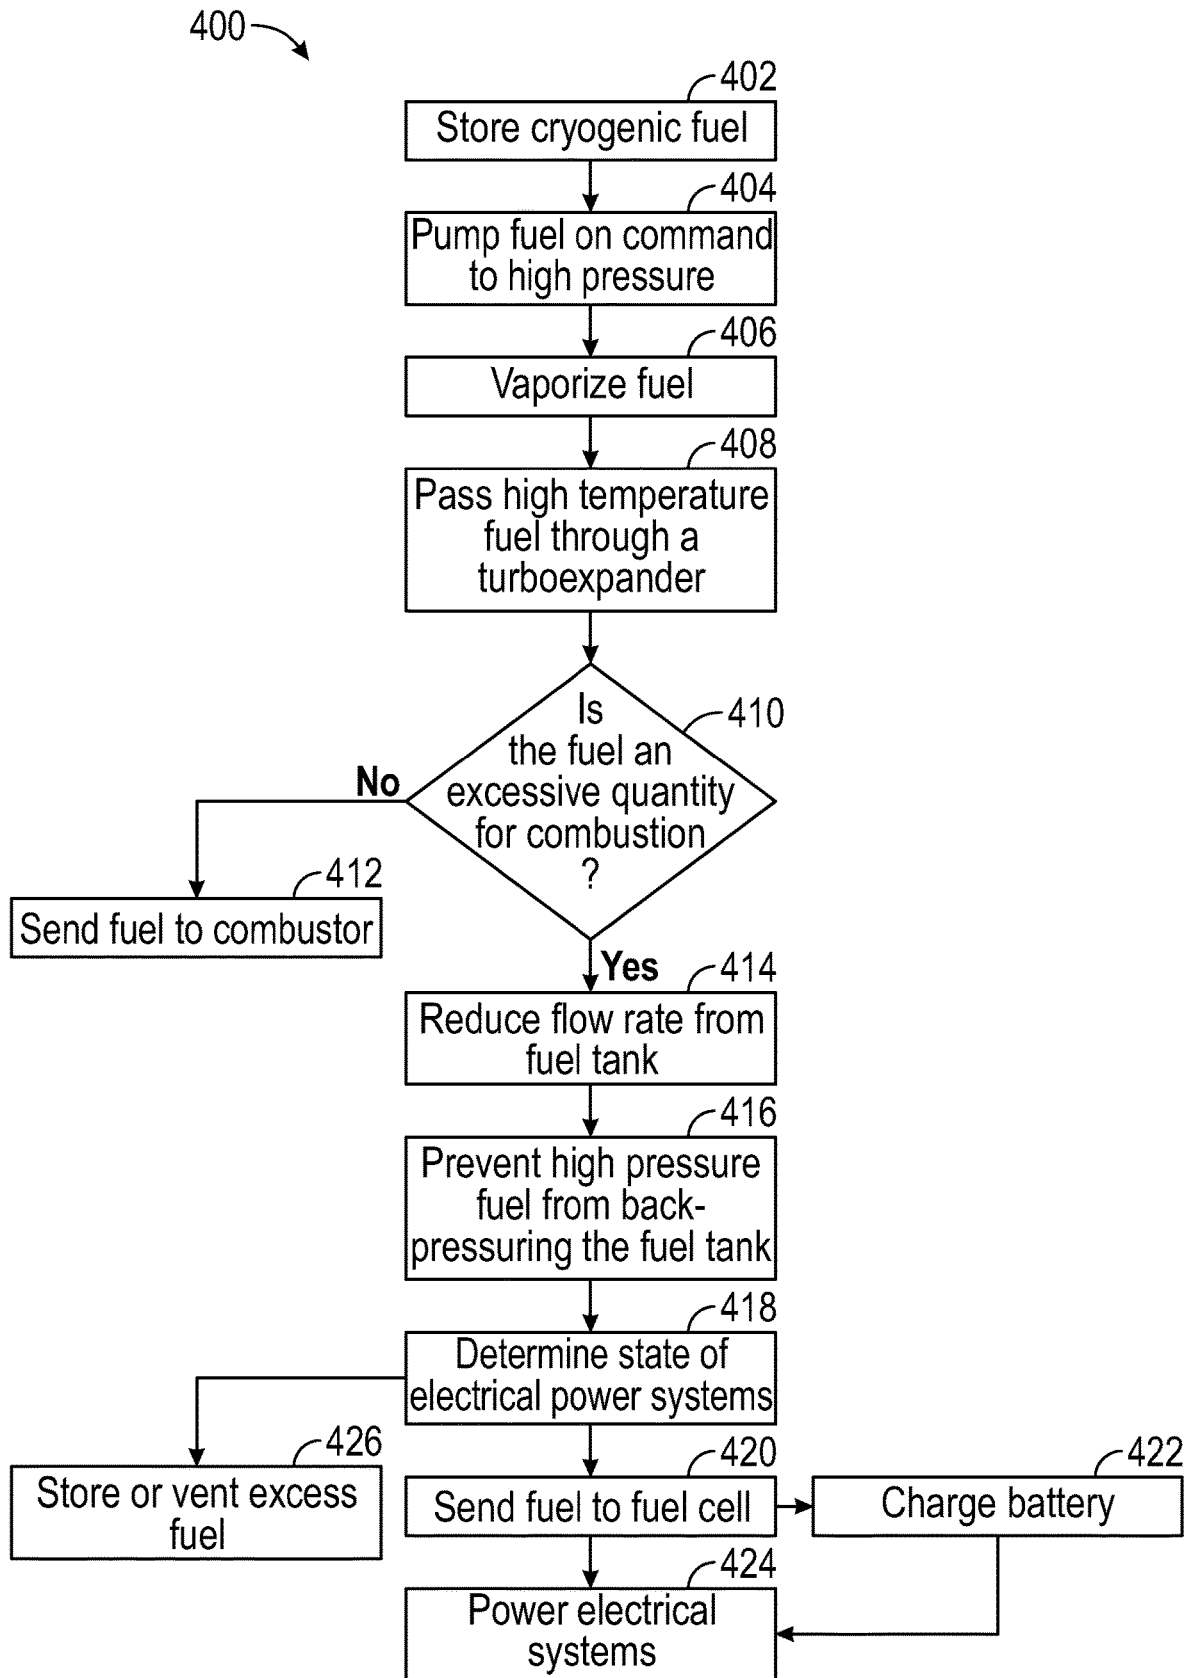 400
402
Store cryogenic fuel
404
Pump fuel on command
to high pressure
406
Vaporize fuel
408
Pass high temperature
fuel through a
turboexpander
410
Is
the fuel an
excessive quantity
for combustion
?
No
412
Send fuel to combustor
Yes
414
Reduce flow rate from
fuel tank
416
Prevent high pressure
fuel from back-
pressuring the fuel tank
418
Determine state of
electrical power systems
426
Store or vent excess
fuel
420
Send fuel to fuel cell
422
Charge battery
424
Power electrical
systems